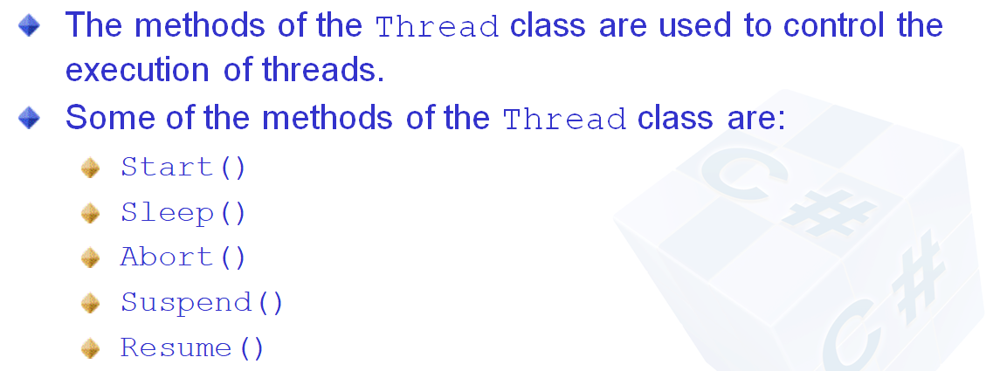 The methods of the Thread class are used to control the
execution of threads.
Some of the methods of the Thread class are:
Start()
Sleep()
Abort()
Suspend()
Resume()
C#
C#